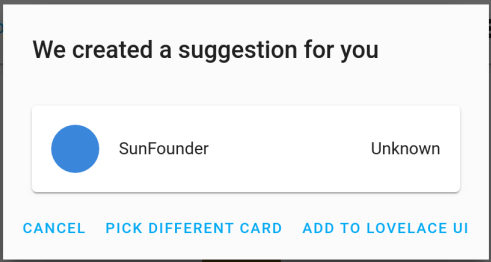 We created a suggestion for you
SunFounder Unknown
CANCEL PICK DIFFERENT CARD ADD TO LOVELACE UI